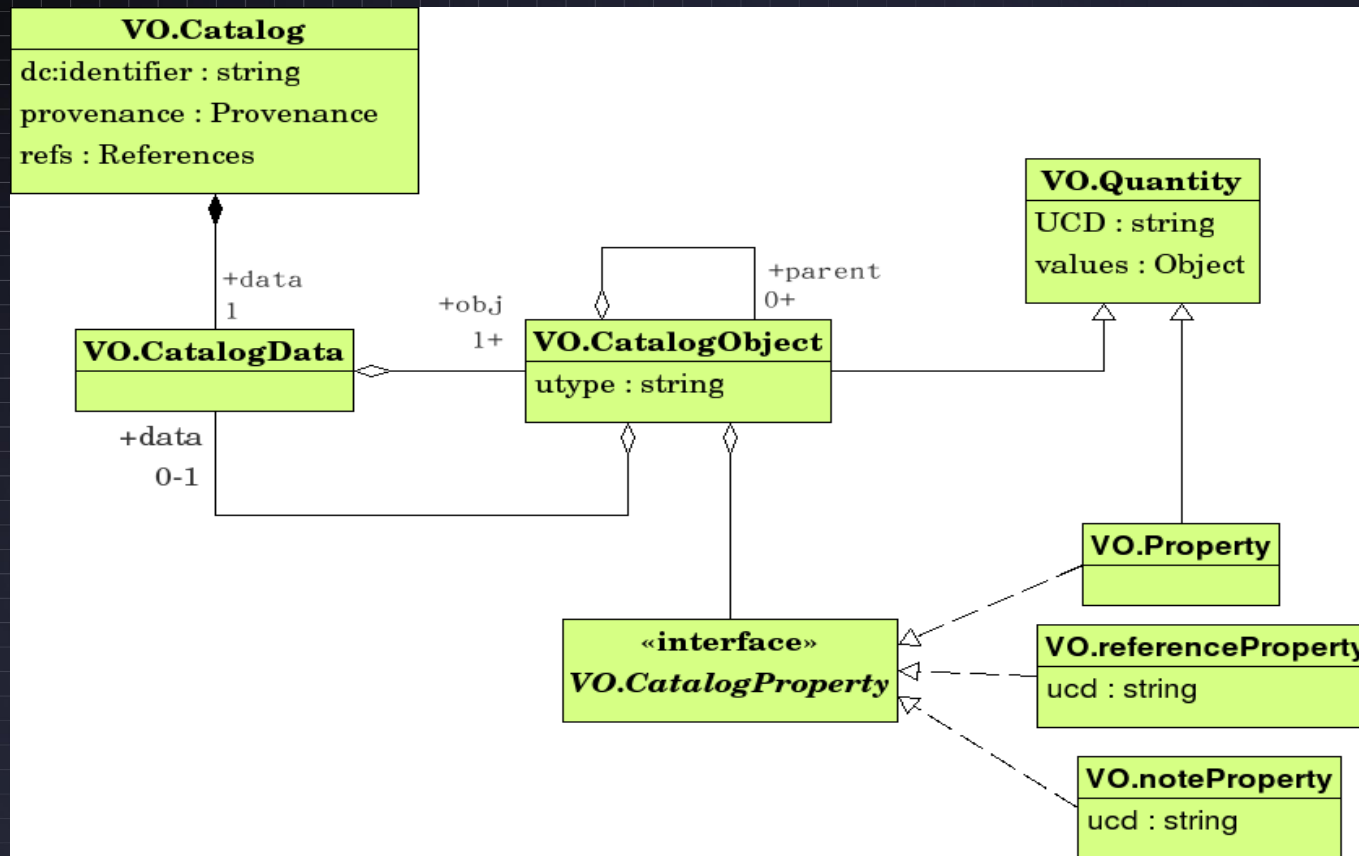 VO.Catalog
dc:identifier : string
provenance : Provenance
refs : References
+data
1
VO.CatalogData
+data
0-1
+obj
1+
+parent
0+
VO.CatalogObject
utype : string
VO.Quantity
UCD : string
values : Object
«interface»
VO.CatalogProperty
VO.Property
VO.referenceProperty
ucd : string
VO.noteProperty
ucd : string